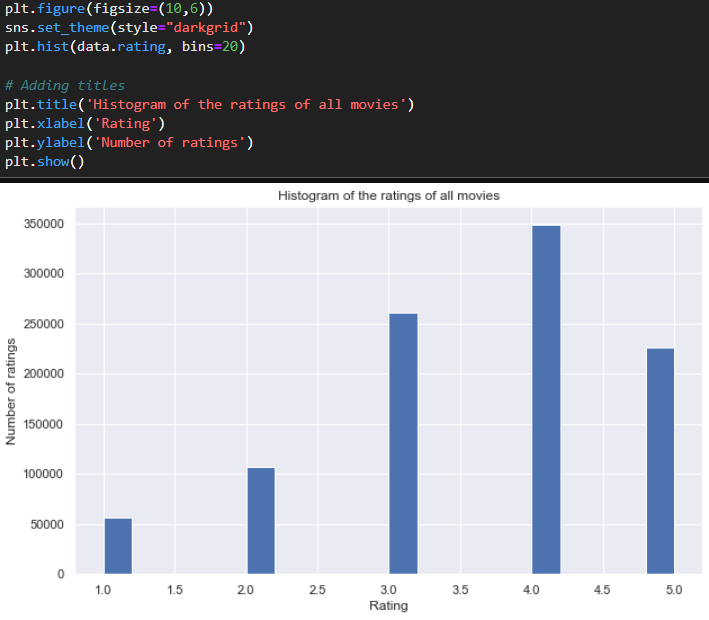 plt.figure(figsize=(10,6))
sns.set_theme(style="darkgrid")
plt.hist(data.rating, bins=20)
# Adding titles
plt.title('Histogram of the ratings of all movies')
plt.xlabel('Rating')
plt.ylabel('Number of ratings')
plt.show()
Histogram of the ratings of all movies
Number of ratings
350000
300000
250000
200000
150000
100000
50000
0
1.0 1.5 2.0 2.5 3.0 3.5 4.0 4.5 5.0
Rating